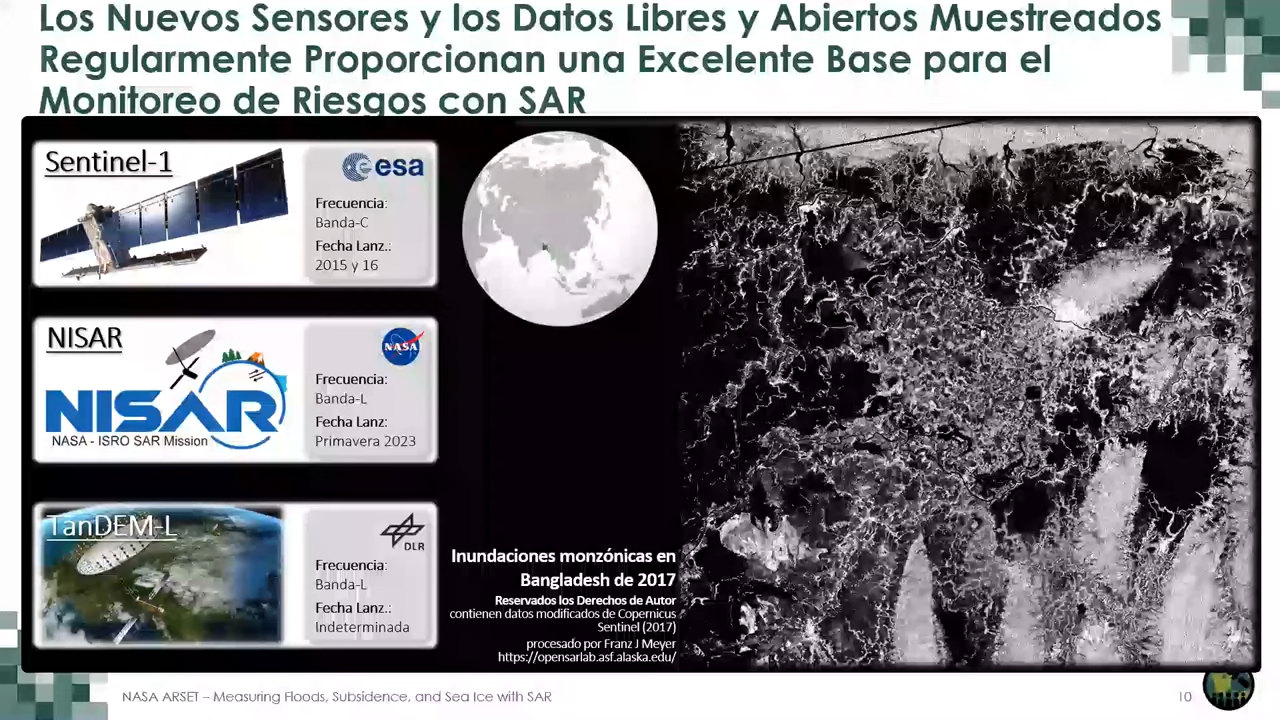 Los Nuevos Sensores y los Datos Libres y Abiertos Muestreados
Regularmente Proporcionan una Excelente Base para el
Monitoreo de Riesgos con SAR
Sentinel-1
esa
Frecuencia:
Banda-C
Fecha Lanz.:
2015 y 16
NISAR
NASA
NISAR
NASA - ISRO SAR Mission
Frecuencia:
Banda-L
Fecha Lanz:
Primavera 2023
TanDEM-L
DLR
Frecuencia:
Banda-L
Fecha Lanz.:
Indeterminada
Inundaciones monzónicas en
Bangladesh de 2017
Reservados los Derechos de Autor
contienen datos modificados de Copernicus
Sentinel (2017)
procesado por Franz J Meyer
https://opensarlab.asf.alaska.edu/
NASA ARSET – Measuring Floods, Subsidence, and Sea Ice with SAR
10